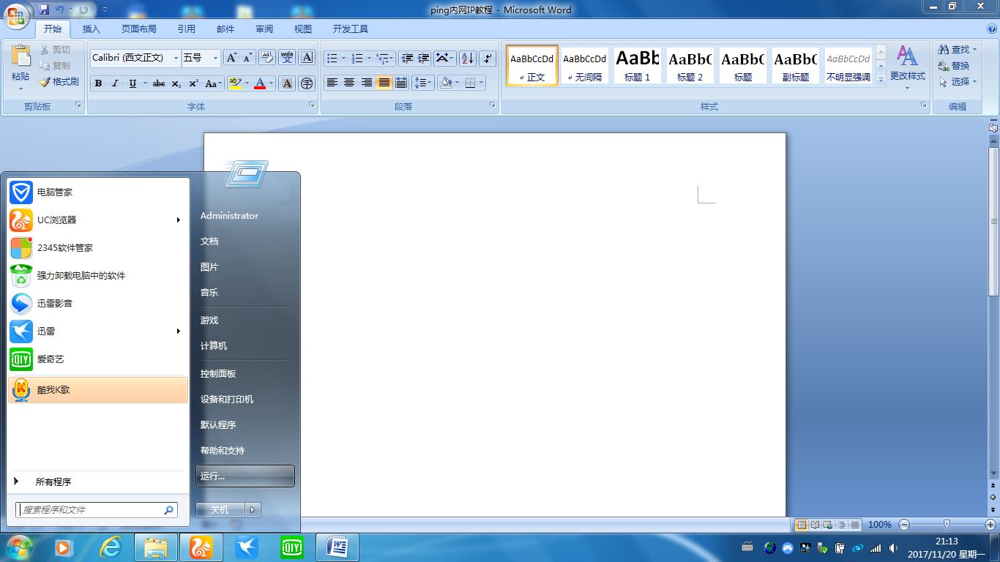 ping内网IP教程 - Microsoft Word
开始 插入 页面布局 引用 邮件 审阅 视图 开发工具
粘贴
剪切
复制
格式刷
剪贴板
Calibri (西文正文) 五号
字体
段落
AaBbCcDd AaBbCcDd AaBb AaBbC AaBbC AaBbC AaBbCcDd
正文 无间隔 标题 1 标题 2 标题 副标题 不明显强调
更改样式
样式
查找
替换
选择
编辑
电脑管家
UC浏览器
2345软件管家
强力卸载电脑中的软件
迅雷影音
迅雷
爱奇艺
酷我K歌
所有程序
搜索程序和文件
Administrator
文档
图片
音乐
游戏
计算机
控制面板
设备和打印机
默认程序
帮助和支持
运行...
关机
100%
21:13
2017/11/20 星期一